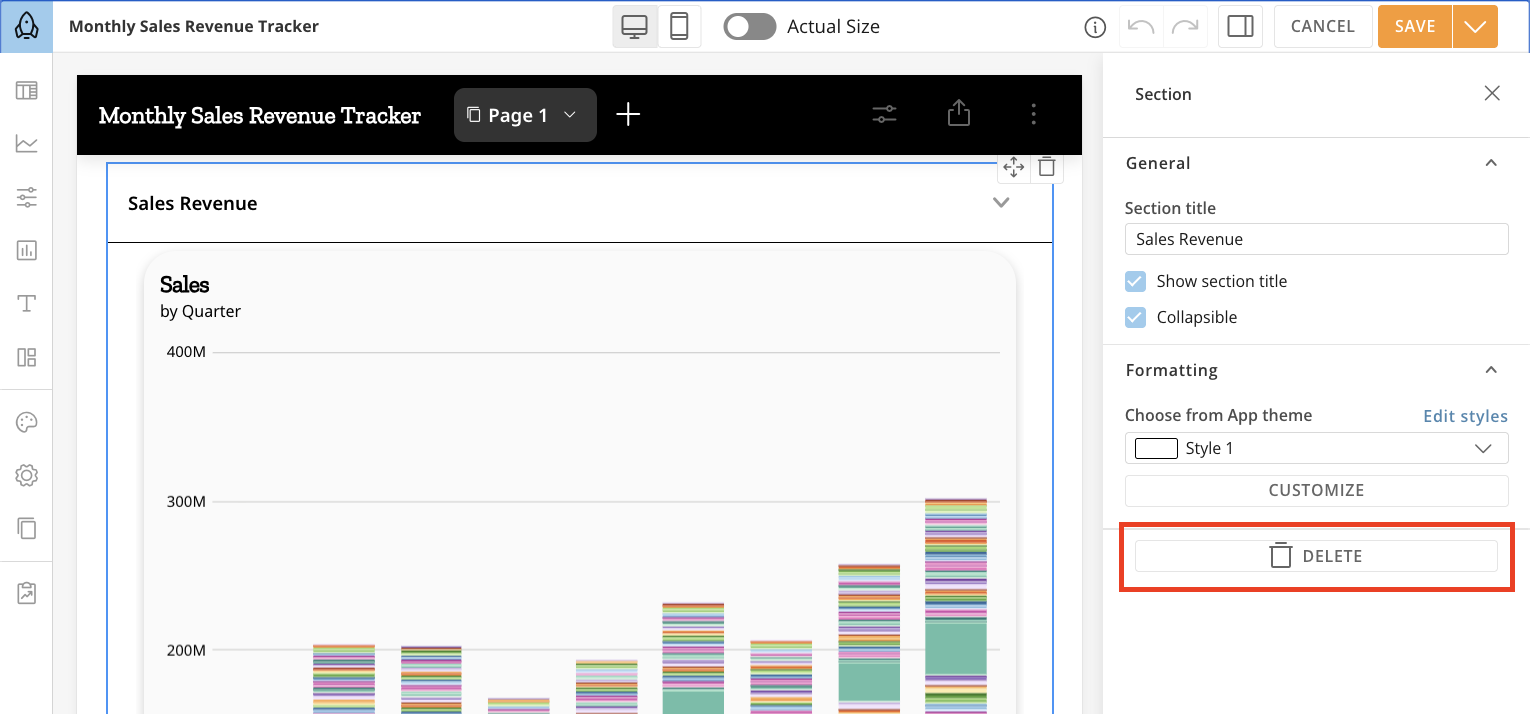 Monthly Sales Revenue Tracker
Actual Size
CANCEL
SAVE
Monthly Sales Revenue Tracker
Page 1
Sales Revenue
Sales
by Quarter
400M
300M
200M
Section
General
Section title
Sales Revenue
Show section title
Collapsible
Formatting
Choose from App theme
Edit styles
Style 1
CUSTOMIZE
DELETE